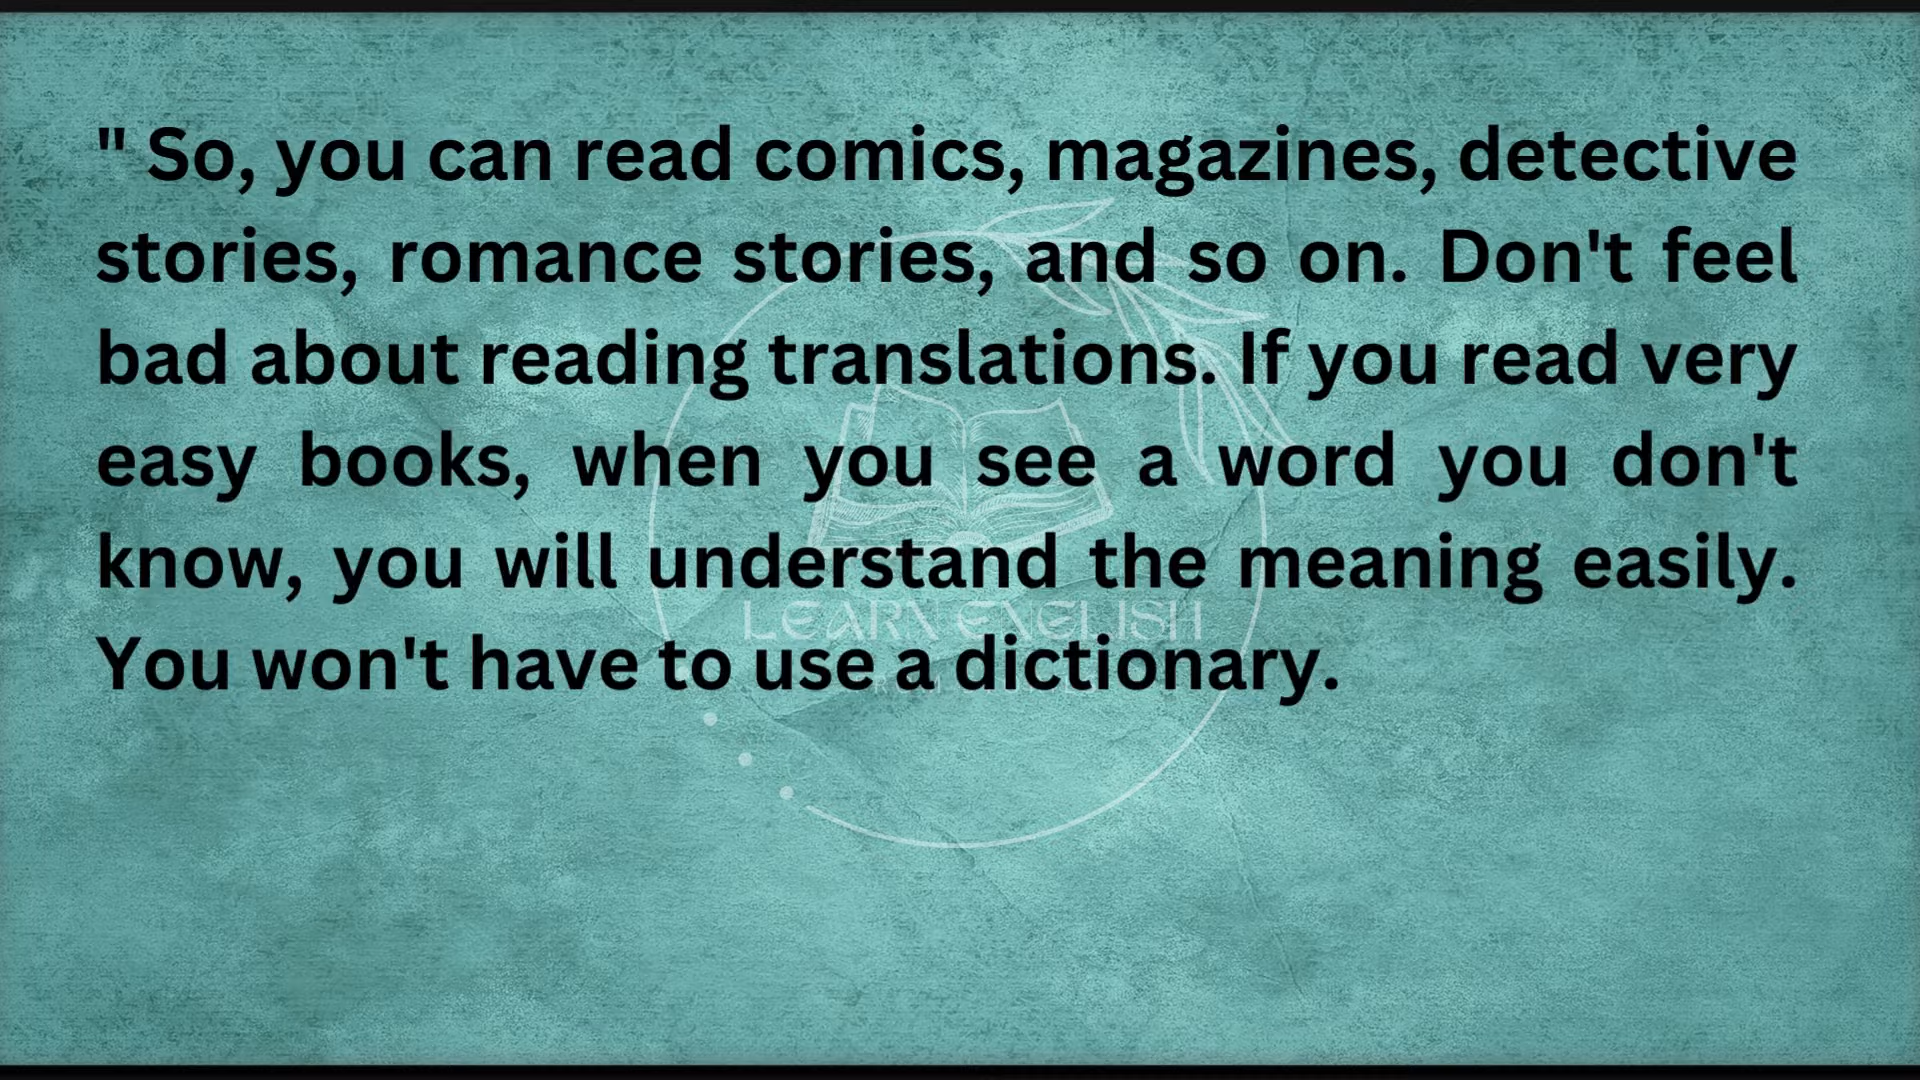 " So, you can read comics, magazines, detective
stories, romance stories, and so on. Don't feel
bad about reading translations. If you read very
easy books, when you see a word you don't
know, you will understand the meaning easily.
LEARN ENGLISH
You won't have to use a dictionary.